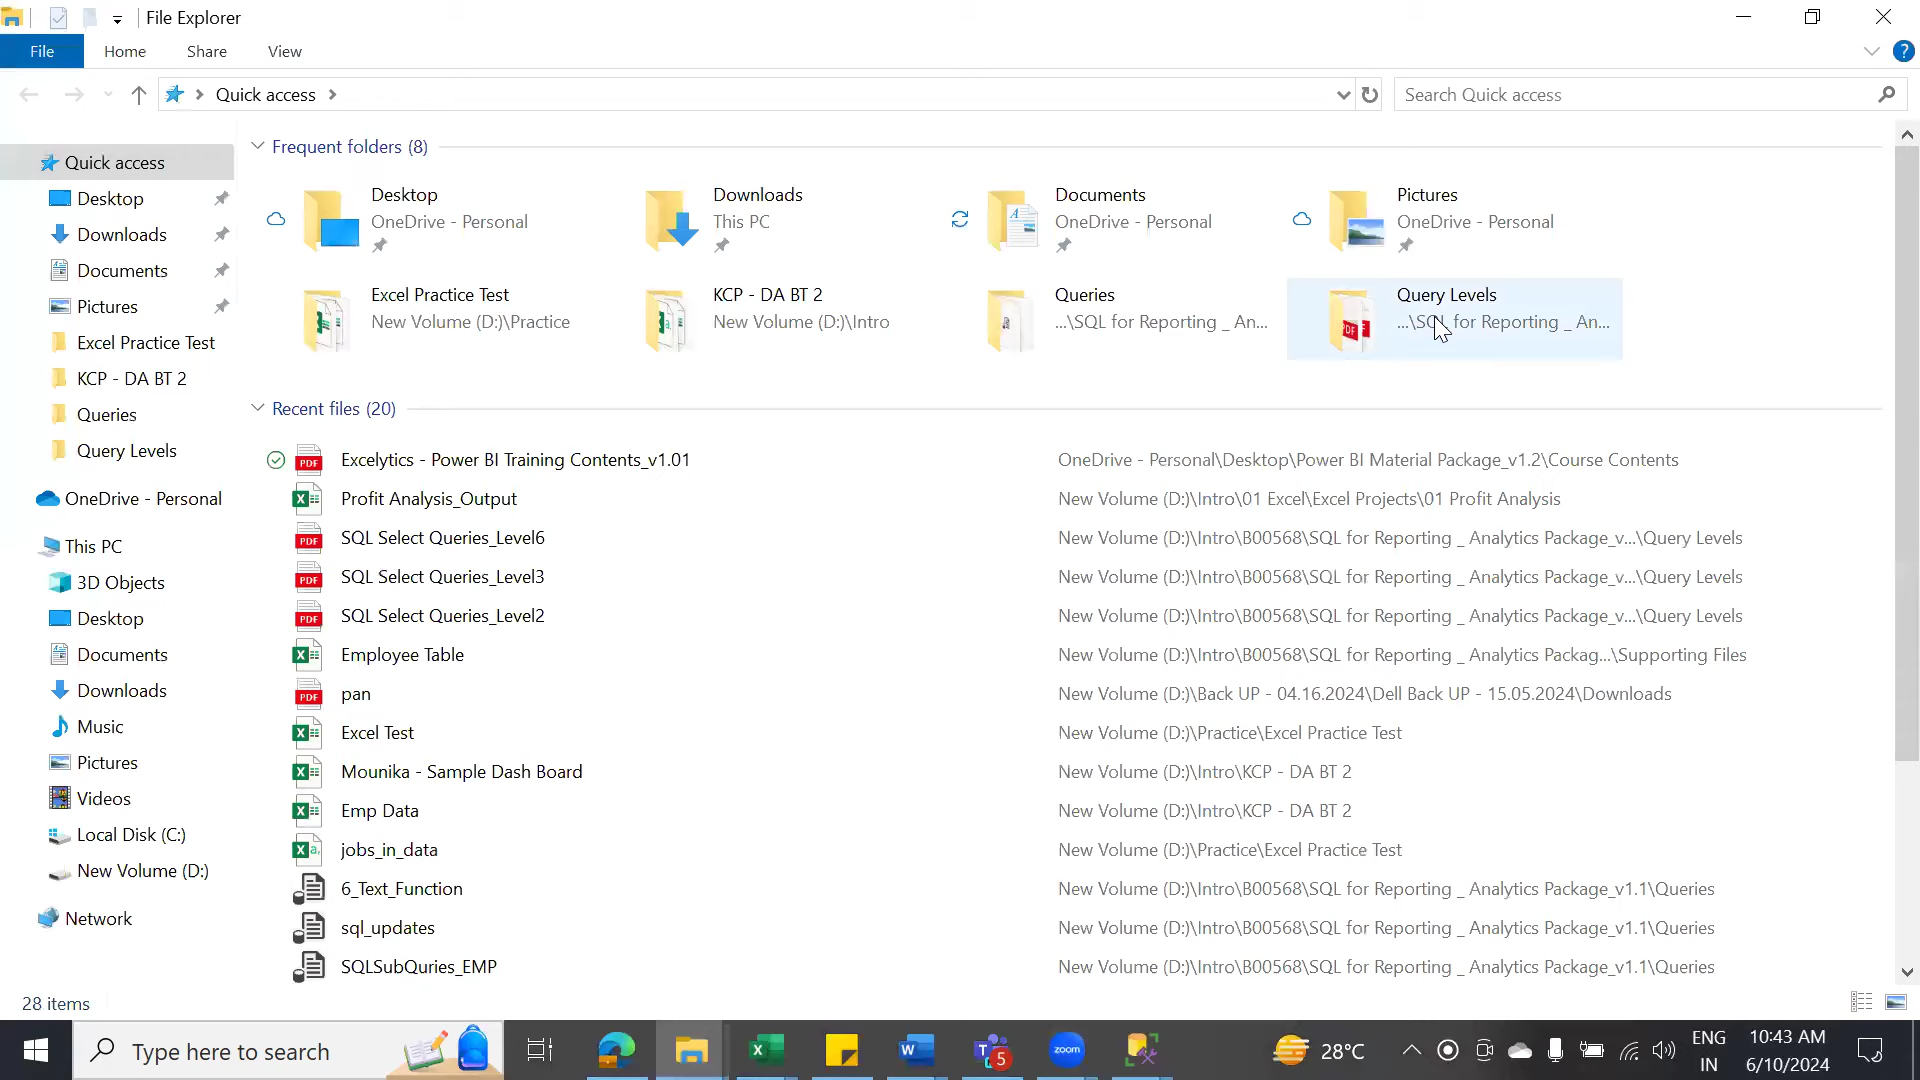 File Explorer
File Home Share View
Quick access
Search Quick access
Quick access
Desktop
Downloads
Documents
Pictures
Excel Practice Test
KCP - DA BT 2
Queries
Query Levels
OneDrive - Personal
This PC
3D Objects
Desktop
Documents
Downloads
Music
Pictures
Videos
Local Disk (C:)
New Volume (D:)
Network
Frequent folders (8)
Desktop
OneDrive - Personal
Downloads
This PC
Documents
OneDrive - Personal
Pictures
OneDrive - Personal
Excel Practice Test
New Volume (D:)\Practice
KCP - DA BT 2
New Volume (D:)\Intro
Queries
...\SQL for Reporting _ An...
Query Levels
...\SQL for Reporting _ An...
Recent files (20)
Excelytics - Power BI Training Contents_v1.01 OneDrive - Personal\Desktop\Power BI Material Package_v1.2\Course Contents
Profit Analysis_Output New Volume (D:)\Intro\01 Excel\Excel Projects\01 Profit Analysis
SQL Select Queries_Level6 New Volume (D:)\Intro\B00568\SQL for Reporting _ Analytics Package_v...\Query Levels
SQL Select Queries_Level3 New Volume (D:)\Intro\B00568\SQL for Reporting _ Analytics Package_v...\Query Levels
SQL Select Queries_Level2 New Volume (D:)\Intro\B00568\SQL for Reporting _ Analytics Package_v...\Query Levels
Employee Table New Volume (D:)\Intro\B00568\SQL for Reporting _ Analytics Packag...\Supporting Files
pan New Volume (D:)\Back UP - 04.16.2024\Dell Back UP - 15.05.2024\Downloads
Excel Test New Volume (D:)\Practice\Excel Practice Test
Mounika - Sample Dash Board New Volume (D:)\Intro\KCP - DA BT 2
Emp Data New Volume (D:)\Intro\KCP - DA BT 2
jobs_in_data New Volume (D:)\Practice\Excel Practice Test
6_Text_Function New Volume (D:)\Intro\B00568\SQL for Reporting _ Analytics Package_v1.1\Queries
sql_updates New Volume (D:)\Intro\B00568\SQL for Reporting _ Analytics Package_v1.1\Queries
SQLSubQuries_EMP New Volume (D:)\Intro\B00568\SQL for Reporting _ Analytics Package_v1.1\Queries
28 items
Type here to search
zoom
5
28°C
ENG
IN
10:43 AM
6/10/2024